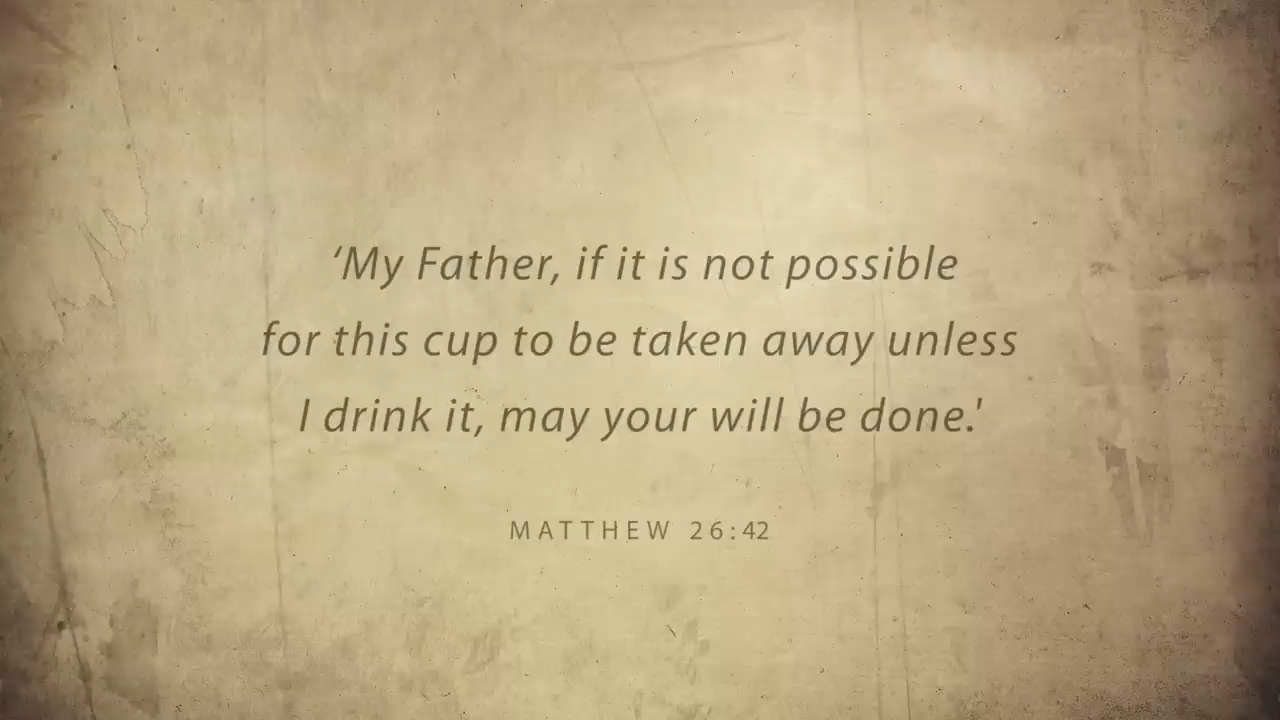 ‘My Father, if it is not possible
for this cup to be taken away unless
I drink it, may your will be done.'
MATTHEW 26:42